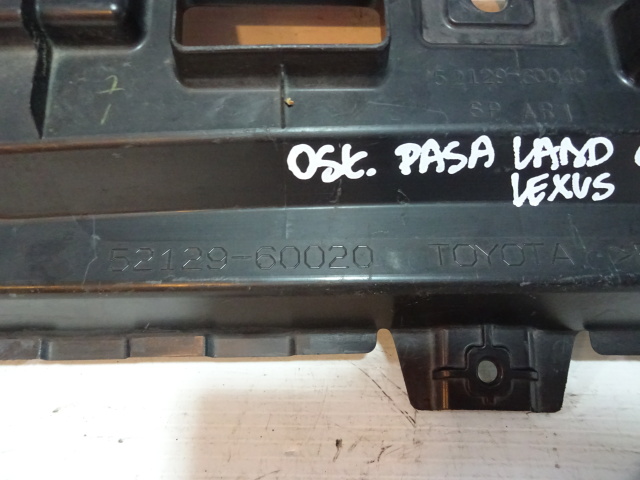 52129-60040
OSŁ. PASA LAND
LEXUS
52129-60020 TOYOTA